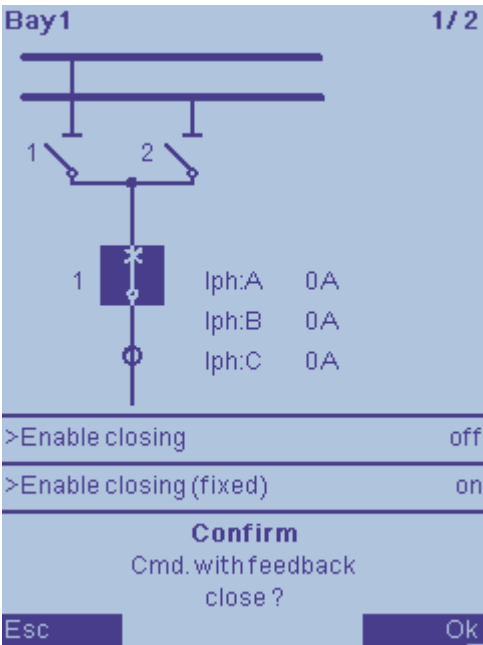 Bay1 1/2
1 2
1 Iph:A 0A
Iph:B 0A
Iph:C 0A
>Enable closing off
>Enable closing (fixed) on
Confirm
Cmd. with feedback
close ?
Esc Ok